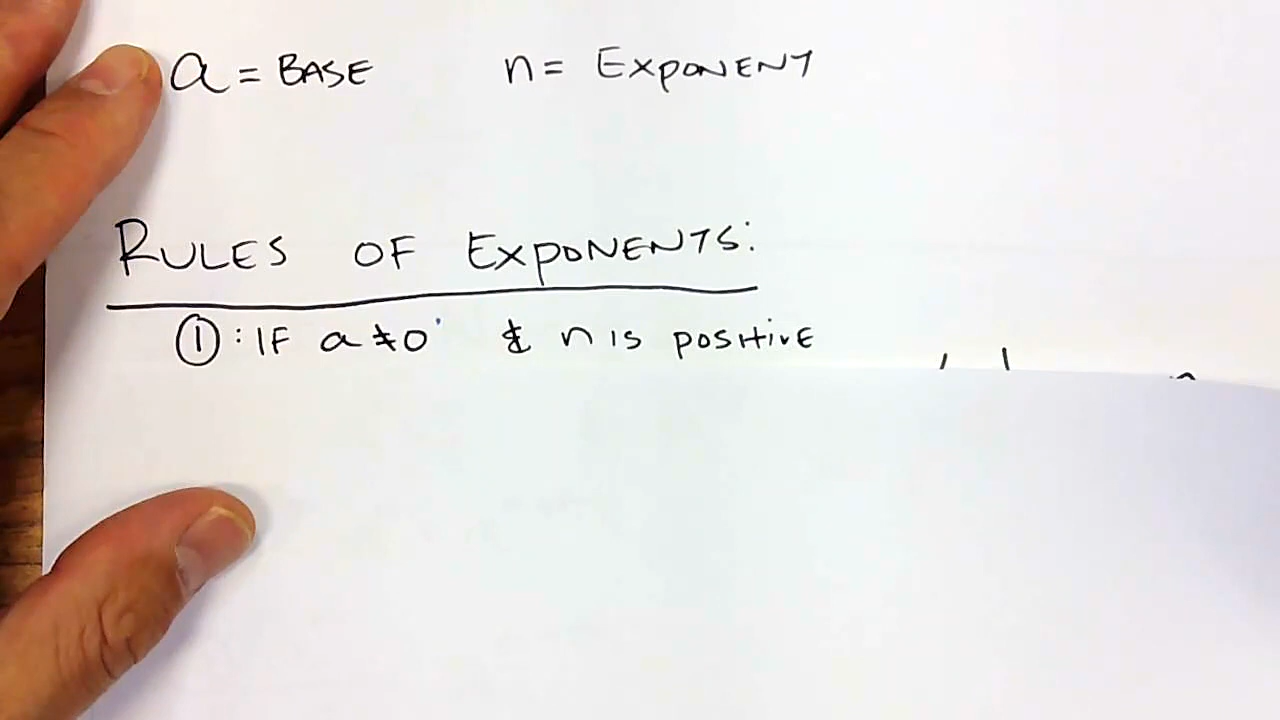 a = BASE n = EXPONENT
RULES OF EXPONENTS:
①: IF a ≠ 0 & n IS POSITIVE